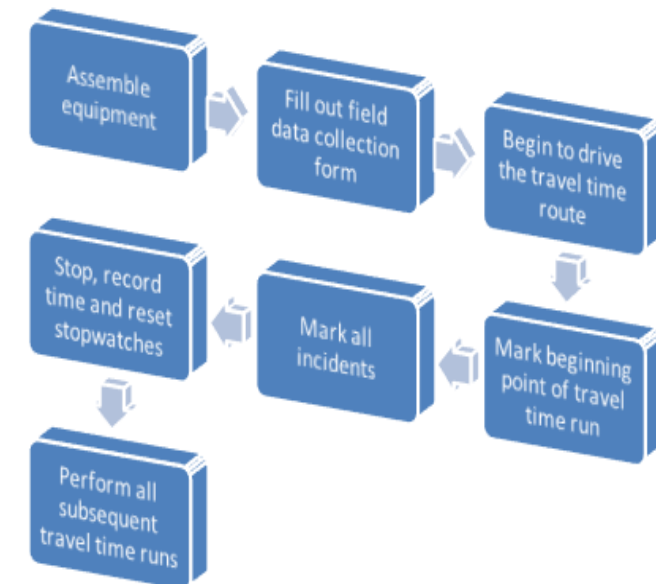 Assemble
equipment
Fill out field
data collection
form
Begin to drive
the travel time
route
Mark beginning
point of travel
time run
Mark all
incidents
Stop, record
time and reset
stopwatches
Perform all
subsequent
travel time runs